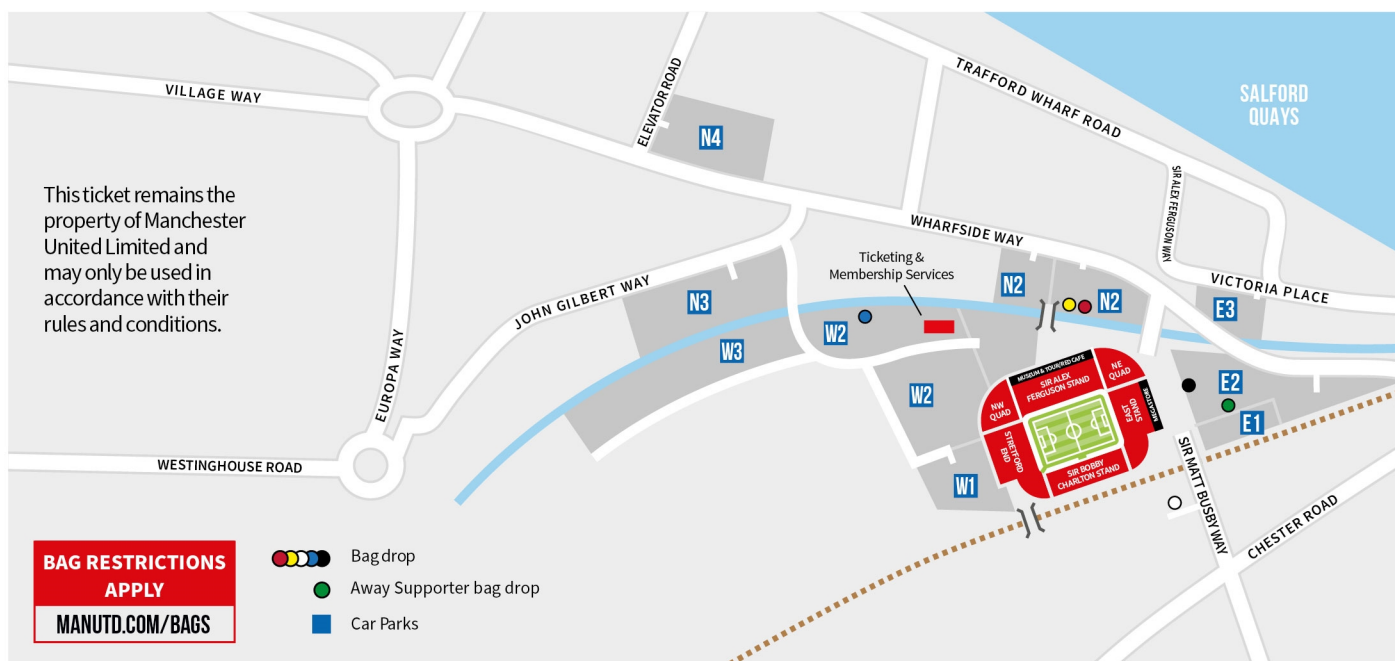 VILLAGE WAY
ELEVATOR ROAD
N4
TRAFFORD WHARF ROAD
SALFORD
QUAYS
This ticket remains the
property of Manchester
United Limited and
may only be used in
accordance with their
rules and conditions.
SIR ALEX FERGUSON WAY
WHARFSIDE WAY
Ticketing &
Membership Services
VICTORIA PLACE
JOHN GILBERT WAY
N3
N2
N2
E3
W2
W3
EUROPA WAY
MUSEUM & TOUR/RED CAFE
SIR ALEX
FERGUSON STAND
NE
QUAD
W2
NW
QUAD
EAST
STAND
MEGASTORE
E2
E1
STRETFORD
END
SIR BOBBY
CHARLTON STAND
W1
SIR MATT BUSBY WAY
WESTINGHOUSE ROAD
CHESTER ROAD
BAG RESTRICTIONS
APPLY
MANUTD.COM/BAGS
Bag drop
Away Supporter bag drop
Car Parks